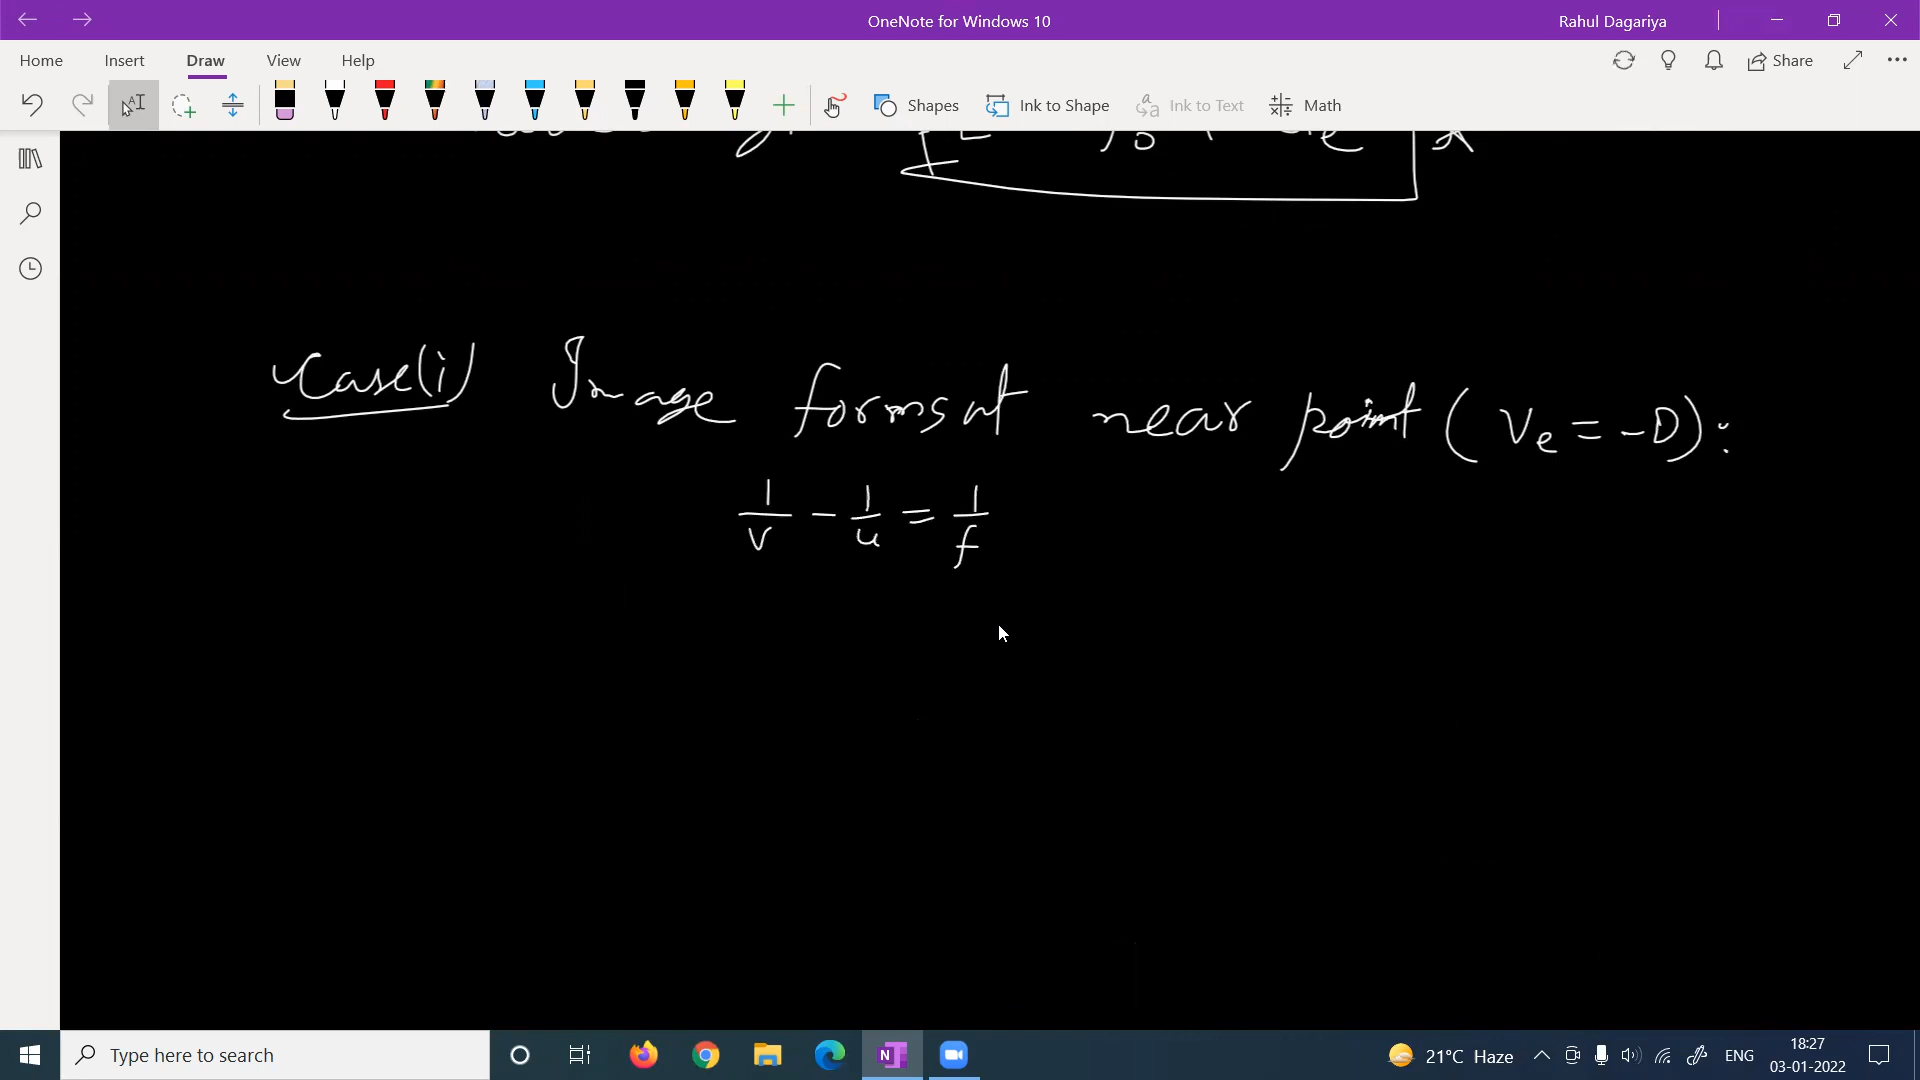 OneNote for Windows 10
Rahul Dagariya
Home Insert Draw View Help
Share
Shapes Ink to Shape Ink to Text Math
Case(i) Image forms at near point (Ve = -D):
1/v - 1/u = 1/f
Type here to search
21°C Haze
ENG
18:27
03-01-2022